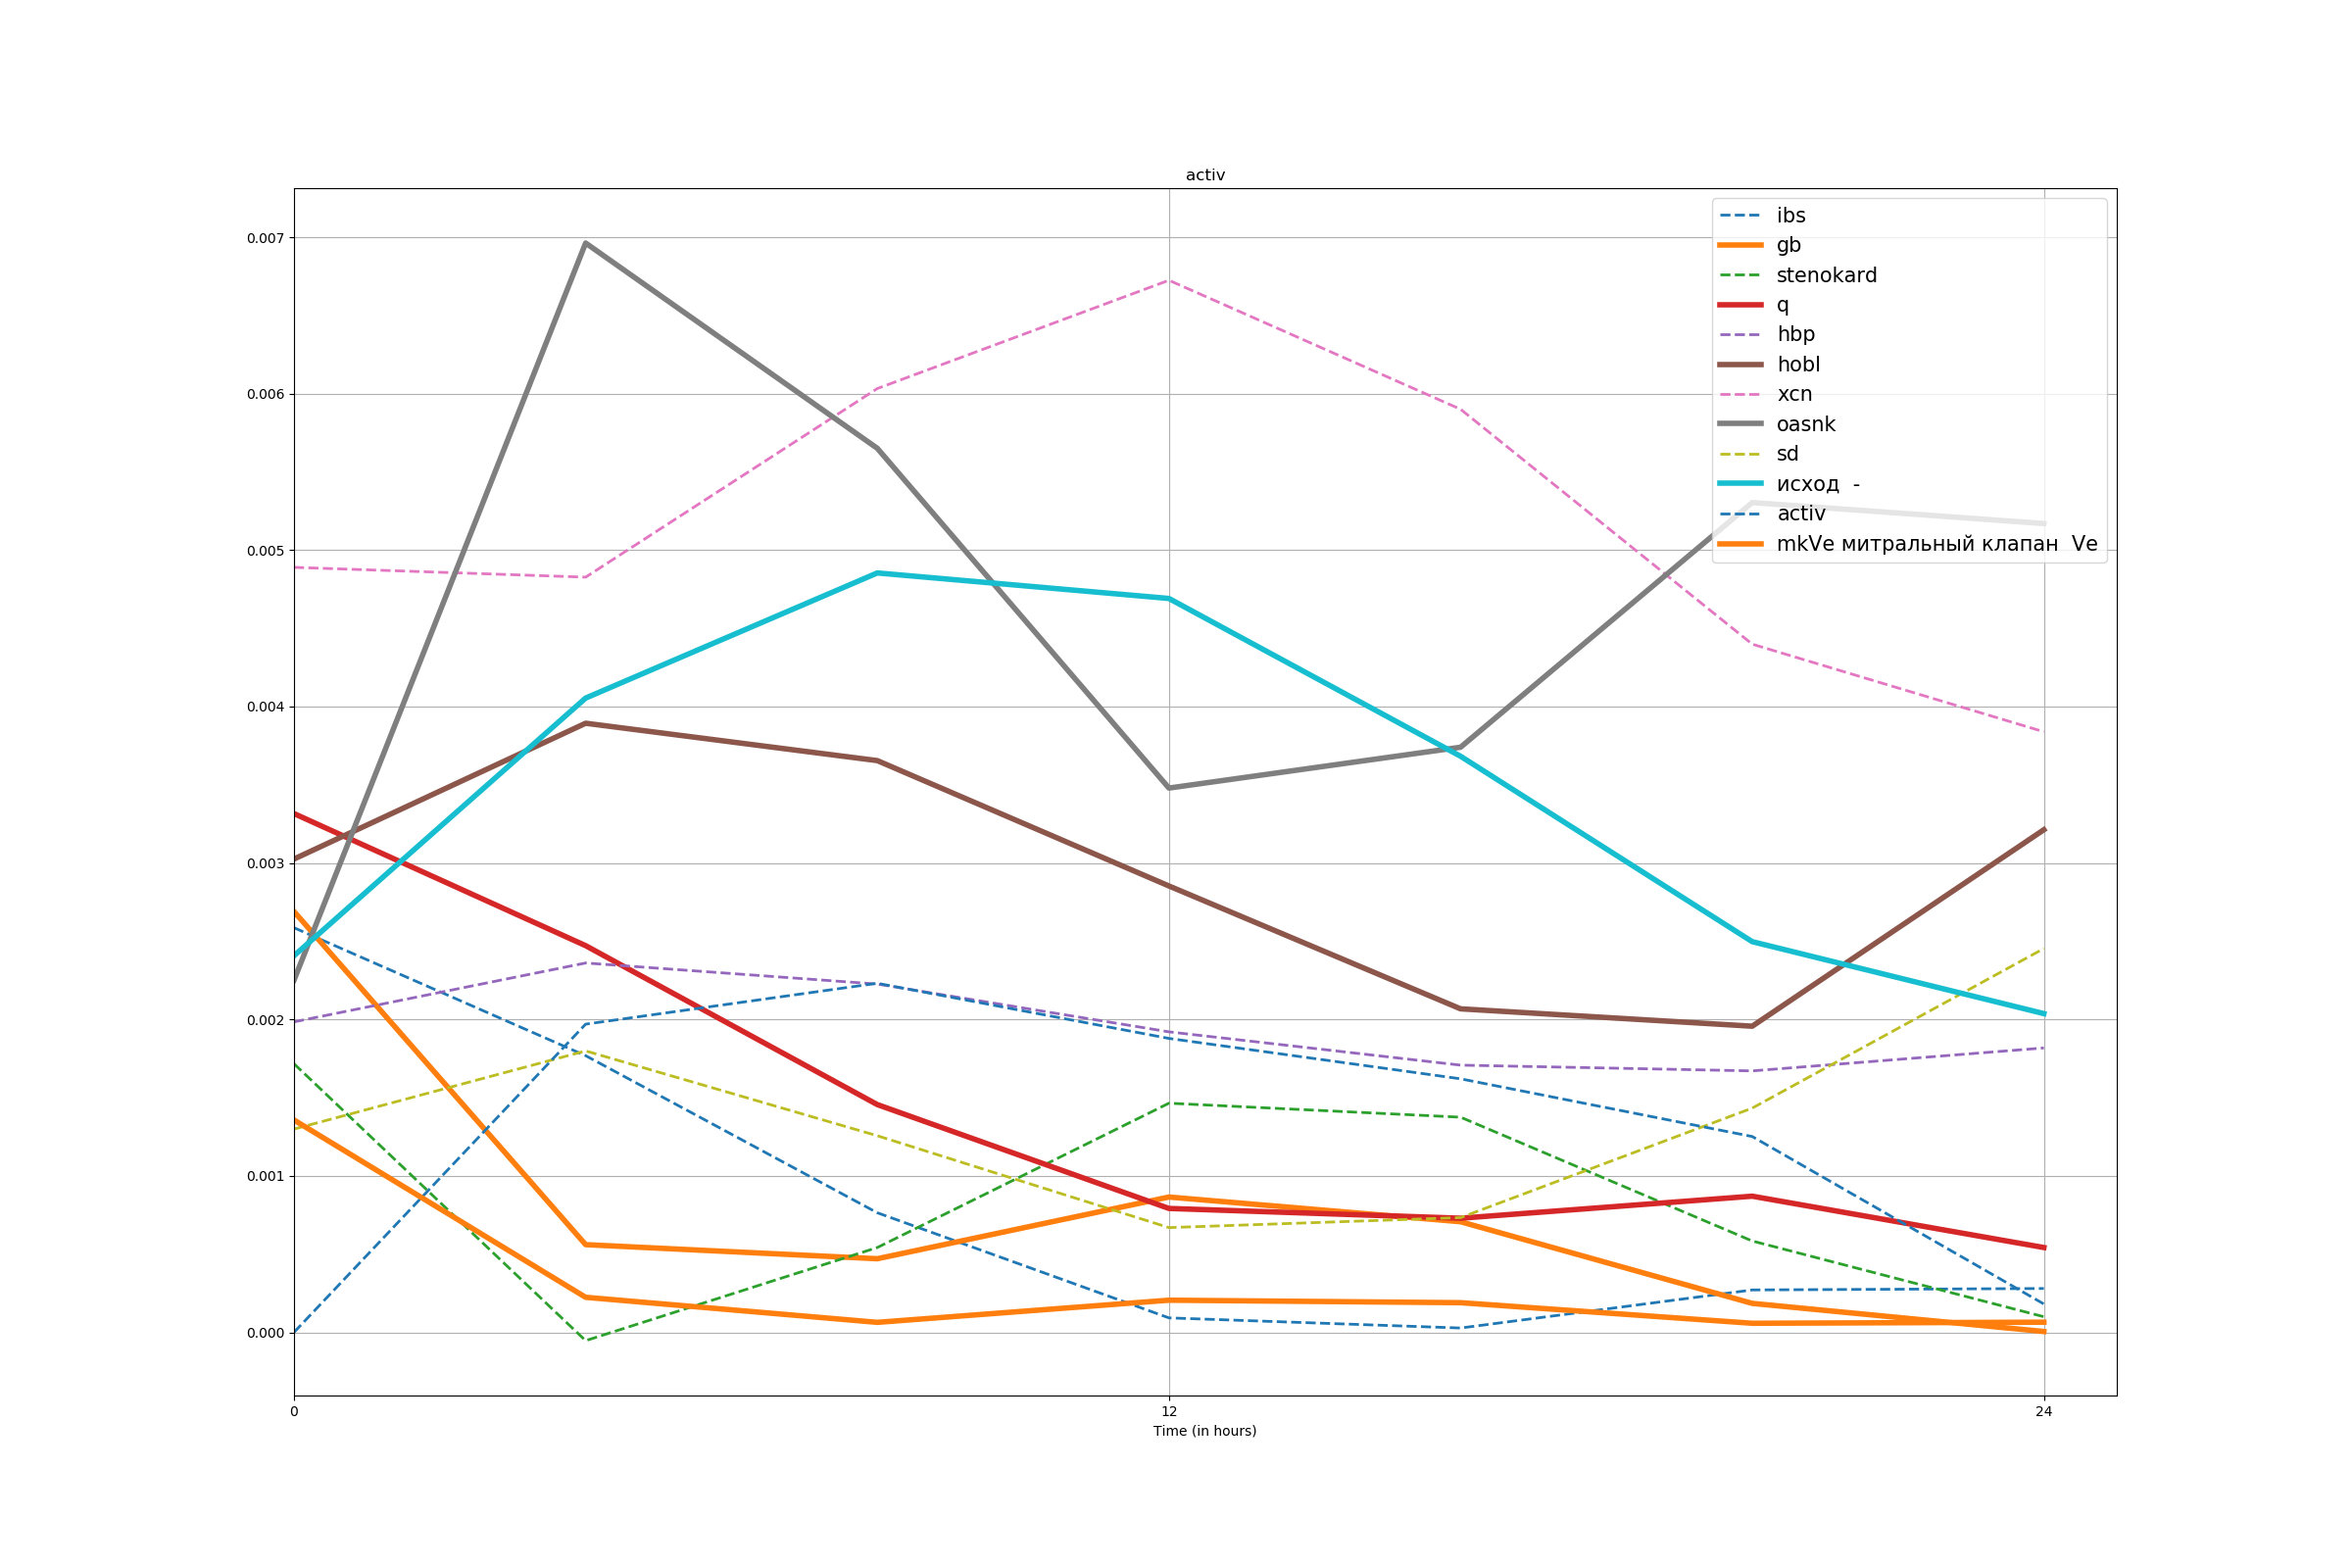 activ
0.007
0.006
0.005
0.004
0.003
0.002
0.001
0.000
ibs
gb
stenokard
q
hbp
hobl
xcn
oasnk
sd
исход  -
activ
mkVe митральный клапан  Ve
0
12
24
Time (in hours)